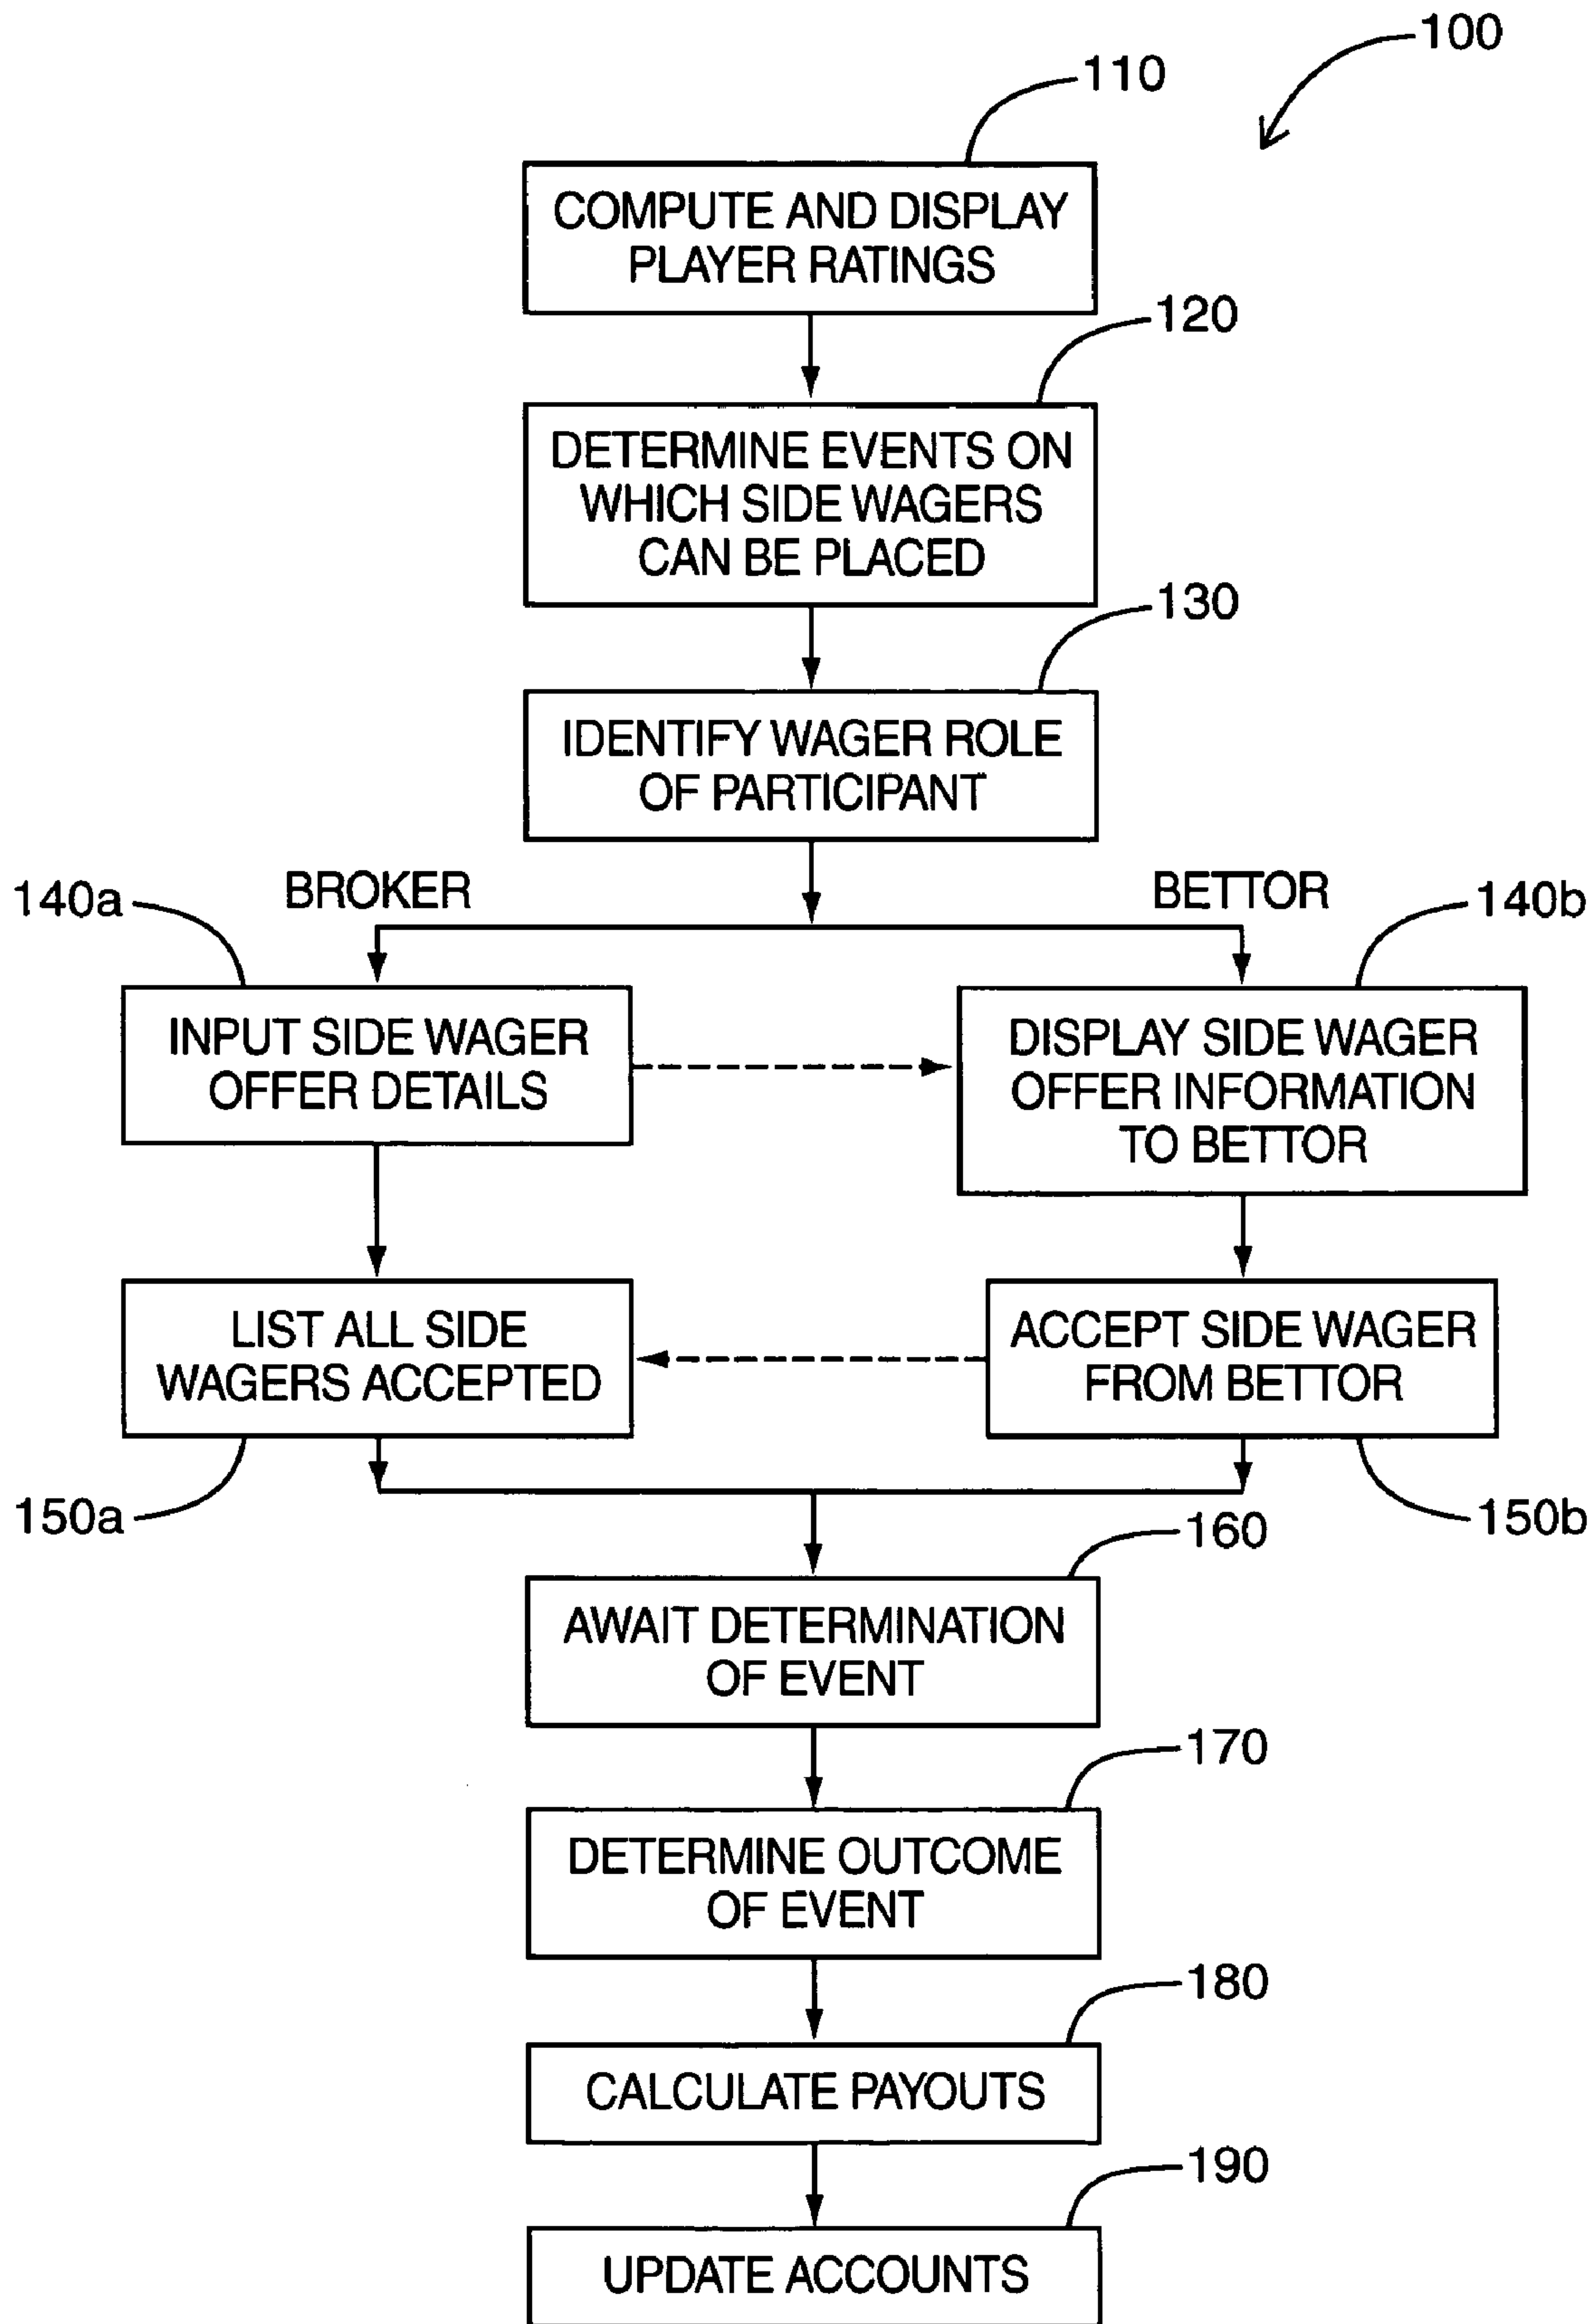 100
110
COMPUTE AND DISPLAY
PLAYER RATINGS
120
DETERMINE EVENTS ON
WHICH SIDE WAGERS
CAN BE PLACED
130
IDENTIFY WAGER ROLE
OF PARTICIPANT
140a
BROKER
BETTOR
140b
INPUT SIDE WAGER
OFFER DETAILS
DISPLAY SIDE WAGER
OFFER INFORMATION
TO BETTOR
LIST ALL SIDE
WAGERS ACCEPTED
ACCEPT SIDE WAGER
FROM BETTOR
150a
150b
160
AWAIT DETERMINATION
OF EVENT
170
DETERMINE OUTCOME
OF EVENT
180
CALCULATE PAYOUTS
190
UPDATE ACCOUNTS